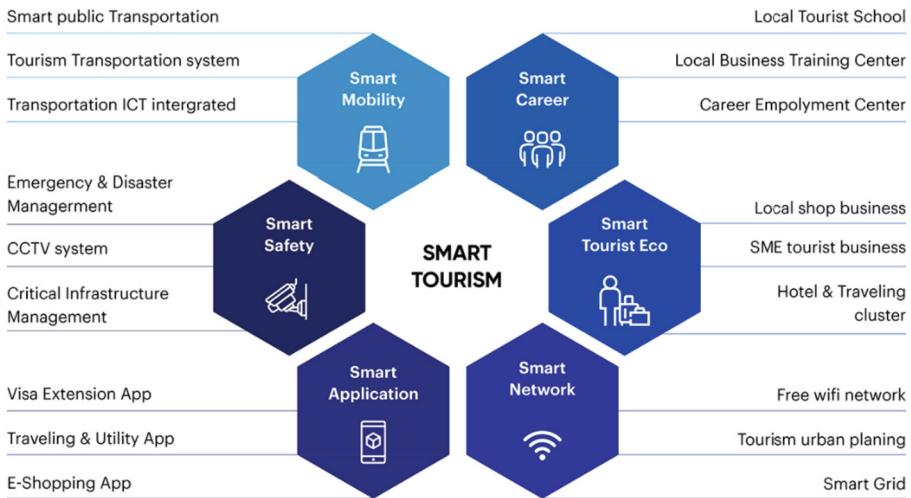 Smart public Transportation
Tourism Transportation system
Transportation ICT intergrated
Smart
Mobility
Smart
Career
Local Tourist School
Local Business Training Center
Career Empolyment Center
Emergency & Disaster
Managerment
CCTV system
Critical Infrastructure
Management
Smart
Safety
SMART
TOURISM
Smart
Tourist Eco
Local shop business
SME tourist business
Hotel & Traveling
cluster
Visa Extension App
Traveling & Utility App
E-Shopping App
Smart
Application
Smart
Network
Free wifi network
Tourism urban planing
Smart Grid